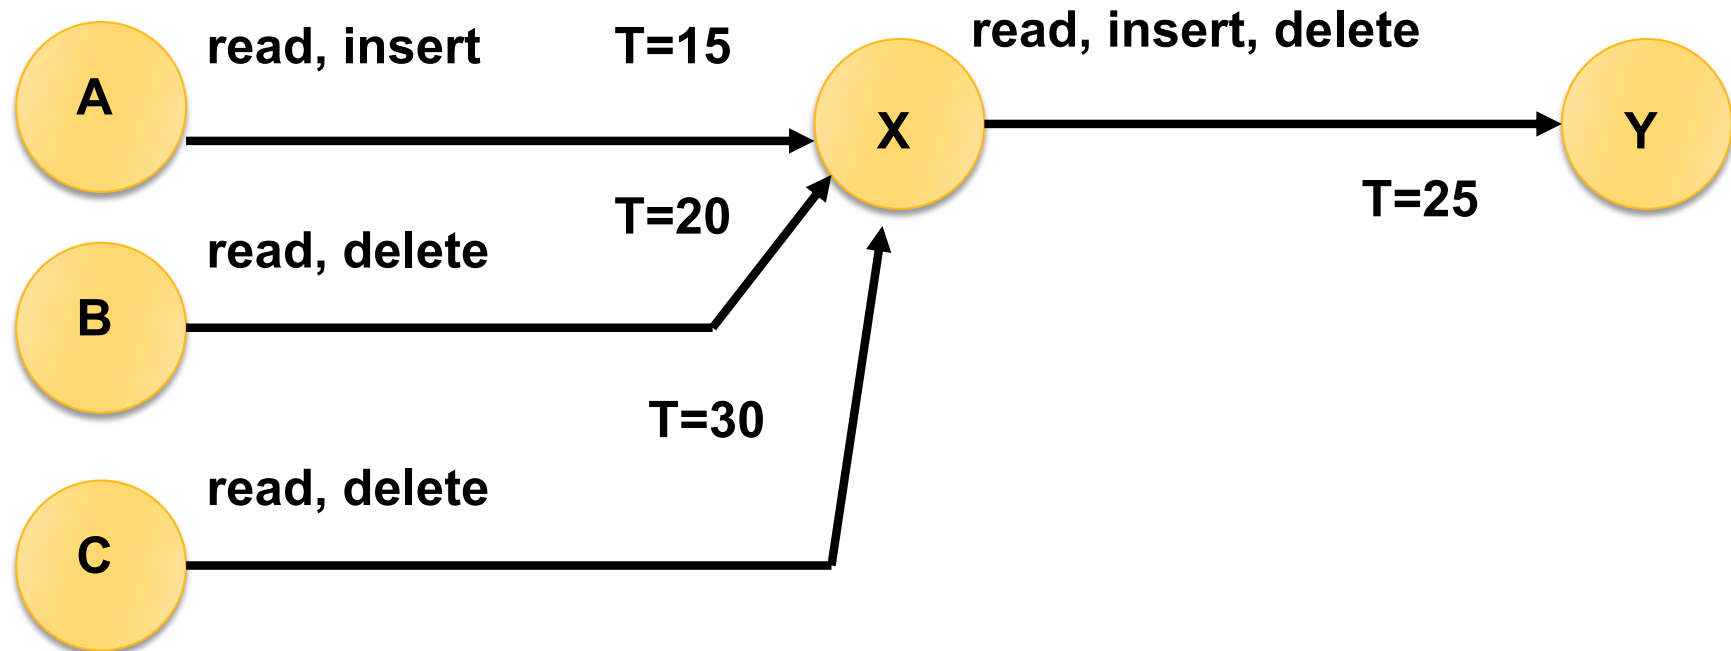 read, insert, delete
read, insert
T=15
A
X
Y
T=20
T=25
read, delete
B
T=30
read, delete
C